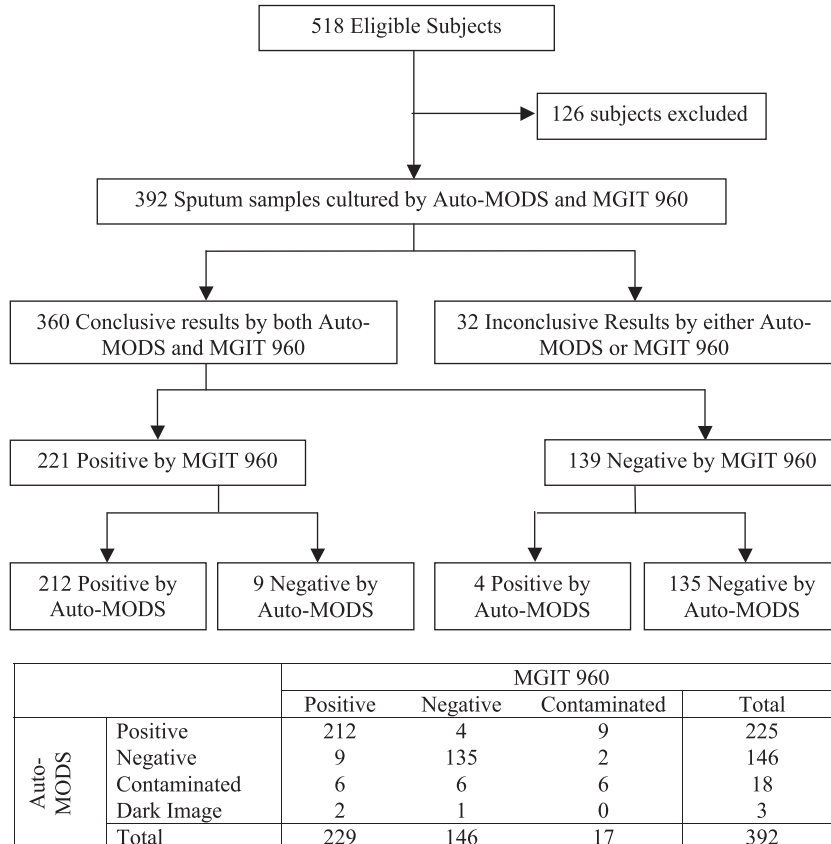 518 Eligible Subjects
126 subjects excluded
392 Sputum samples cultured by Auto-MODS and MGIT 960
360 Conclusive results by both Auto-
MODS and MGIT 960
32 Inconclusive Results by either Auto-
MODS or MGIT 960
221 Positive by MGIT 960
139 Negative by MGIT 960
212 Positive by
Auto-MODS
9 Negative by
Auto-MODS
4 Positive by
Auto-MODS
135 Negative by
Auto-MODS
MGIT 960
Positive Negative Contaminated Total
Auto-
MODS
Positive 212 4 9 225
Negative 9 135 2 146
Contaminated 6 6 6 18
Dark Image 2 1 0 3
Total 229 146 17 392